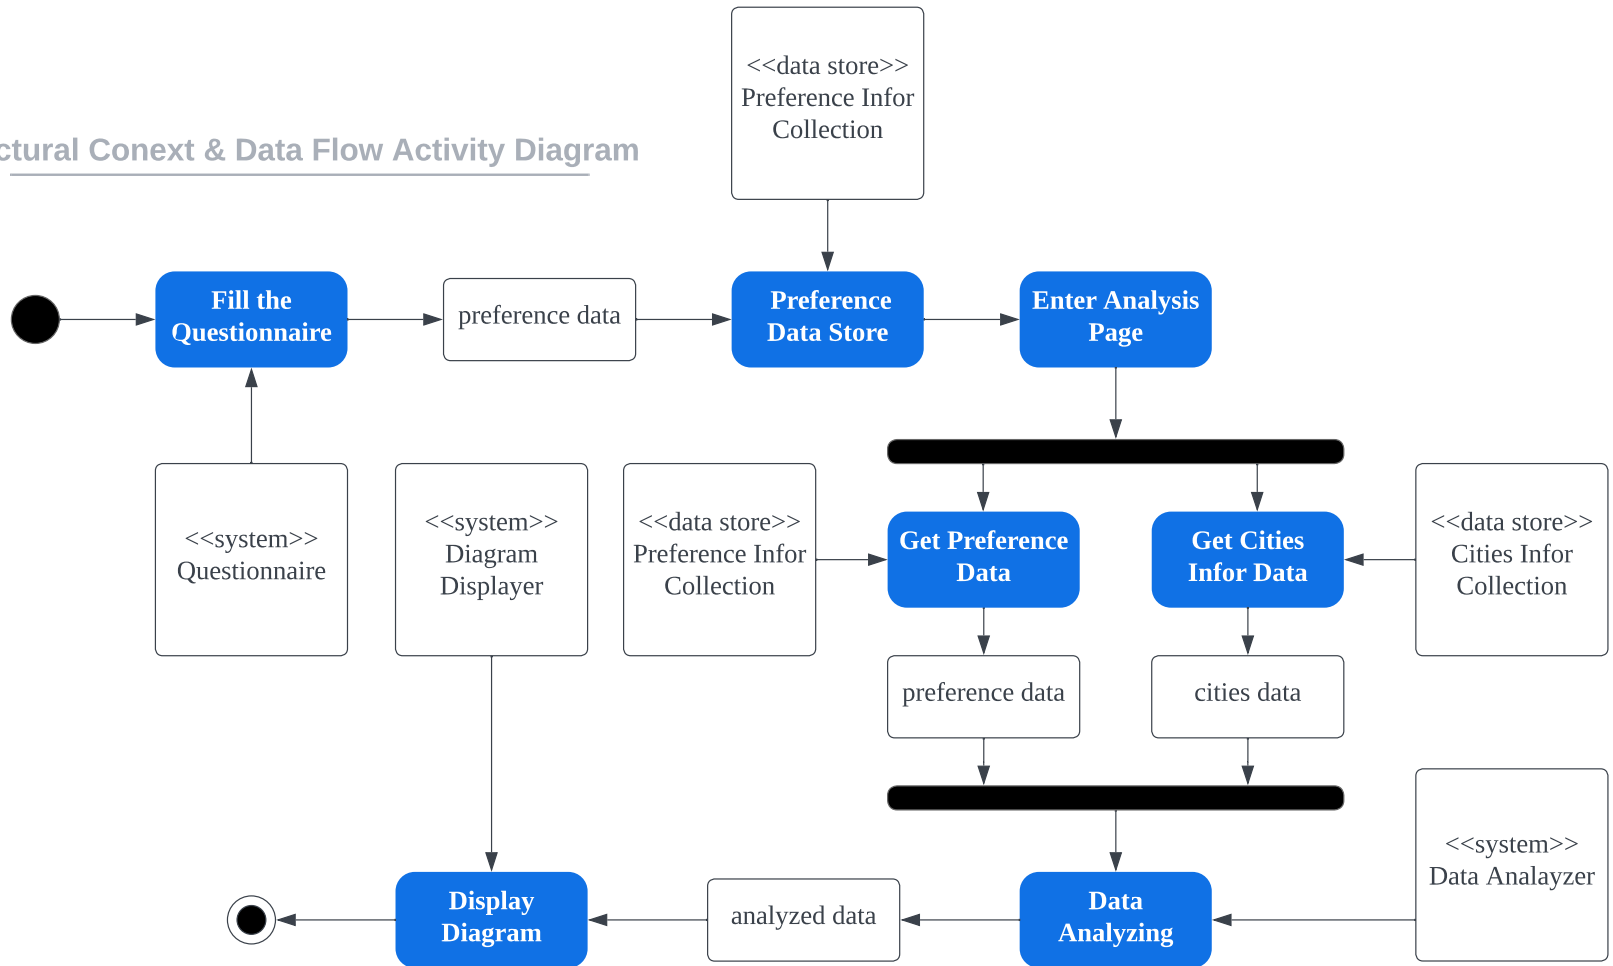 <<data store>>
Preference Infor
Collection
ctural Conext & Data Flow Activity Diagram
Fill the
Questionnaire
preference data
Preference
Data Store
Enter Analysis
Page
<<system>>
Questionnaire
<<system>>
Diagram
Displayer
<<data store>>
Preference Infor
Collection
Get Preference
Data
Get Cities
Infor Data
<<data store>>
Cities Infor
Collection
preference data
cities data
<<system>>
Data Analayzer
Display
Diagram
analyzed data
Data
Analyzing